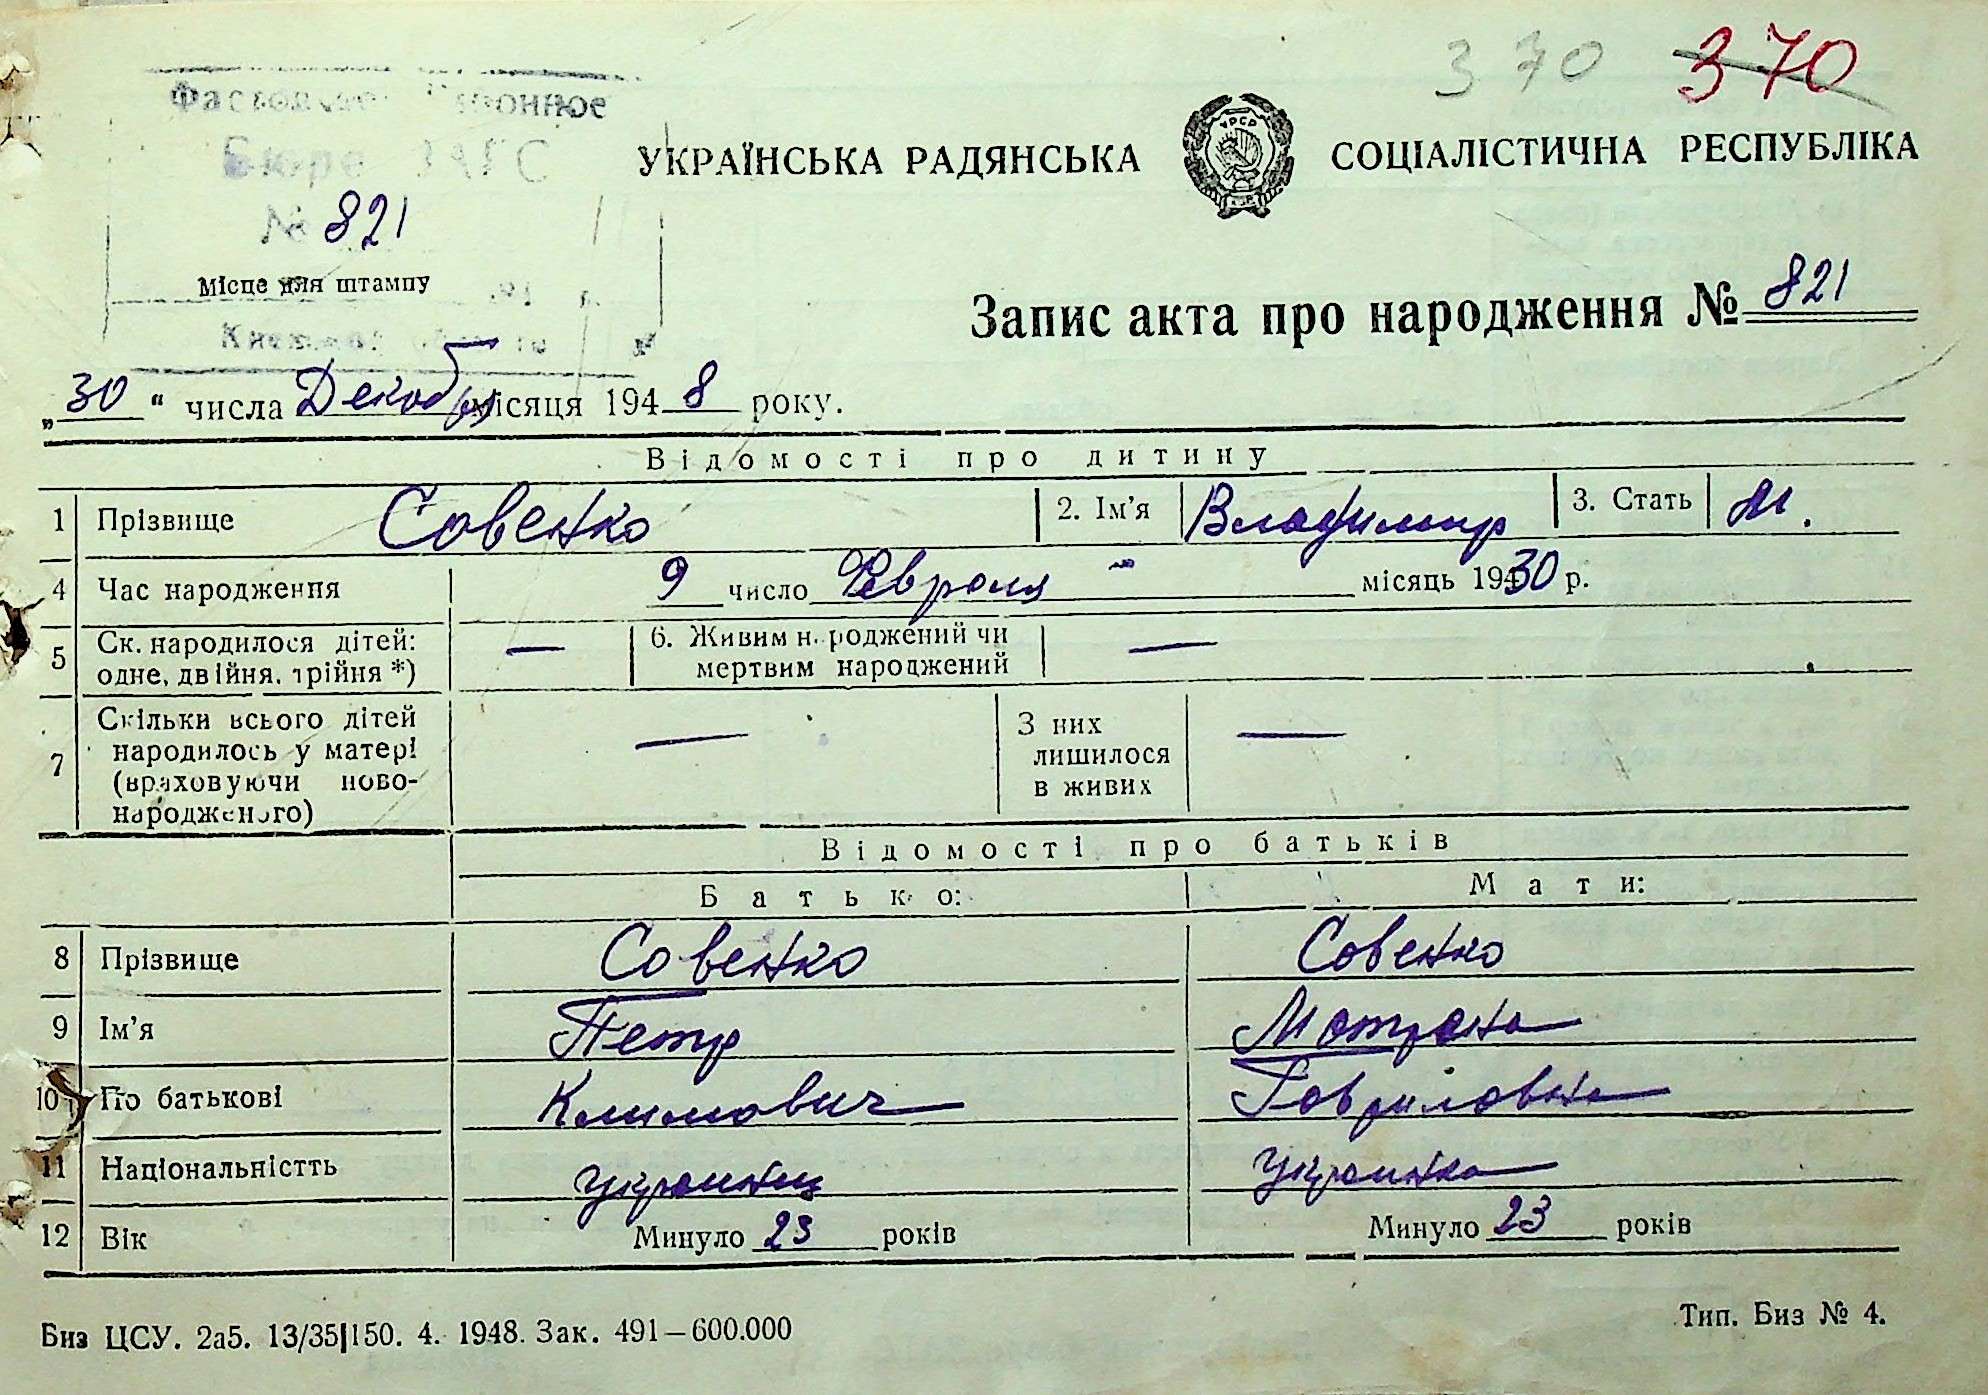 370 370
Районное
Бюро ЗАГС
№ 821
Місце для штампу
УКРАЇНСЬКА РАДЯНСЬКА СОЦІАЛІСТИЧНА РЕСПУБЛІКА
Запис акта про народження № 821
„30“ числа Декабря місяця 1948 року.
Відомості про дитину
1 Прізвище Совенко 2. Ім’я Владимир 3. Стать М.
4 Час народження 9 число Февраля місяць 1930 р.
5 Ск. народилося дітей: одне, двійня, трійня *) — 6. Живим народжений чи мертвим народжений —
7 Скільки всього дітей народилось у матері (враховуючи ново-народженого) — З них лишилося в живих —
Відомості про батьків
Батько: Мати:
8 Прізвище Совенко Совенко
9 Ім’я Петр Мотрона
10 По батькові Климович Гавриловна
11 Національністть украинец украинка
12 Вік Минуло 23 років Минуло 23 років
Биз ЦСУ. 2а5. 13/35|150. 4. 1948. Зак. 491—600.000 Тип. Биз № 4.